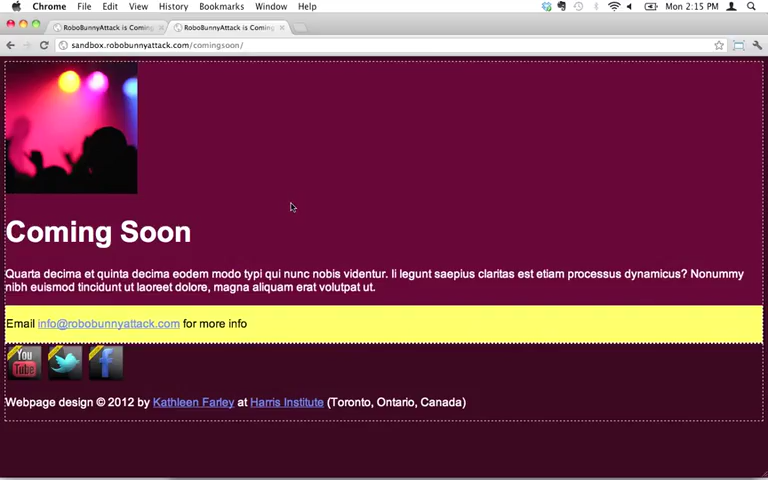 Chrome File Edit View History Bookmarks Window Help Mon 2:15 PM
RoboBunnyAttack is Coming RoboBunnyAttack is Coming
sandbox.robobunnyattack.com/comingsoon/
Coming Soon
Quarta decima et quinta decima eodem modo typi qui nunc nobis videntur. Ii legunt saepius claritas est etiam processus dynamicus? Nonummy
nibh euismod tincidunt ut laoreet dolore, magna aliquam erat volutpat ut.
Email info@robobunnyattack.com for more info
You
Tube
Webpage design © 2012 by Kathleen Farley at Harris Institute (Toronto, Ontario, Canada)